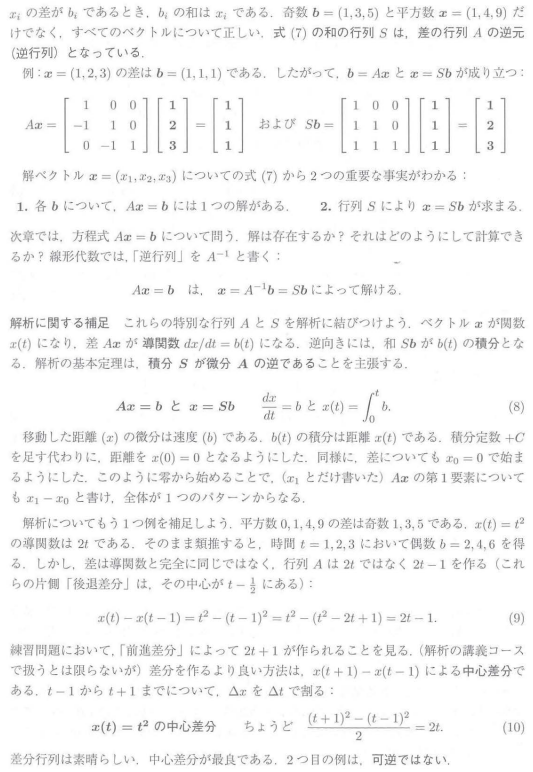 x_i の差が b_i であるとき，b_i の和は x_i である．奇数 b = (1, 3, 5) と平方数 x = (1, 4, 9) だ
けでなく，すべてのベクトルについて正しい．式 (7) の和の行列 S は，差の行列 A の逆元
(逆行列) となっている．
例：x = (1, 2, 3) の差は b = (1, 1, 1) である．したがって，b = Ax と x = Sb が成り立つ：
Ax = [1 0 0; −1 1 0; 0 −1 1] [1; 2; 3] = [1; 1; 1] および Sb = [1 0 0; 1 1 0; 1 1 1] [1; 1; 1] = [1; 2; 3]
解ベクトル x = (x_1, x_2, x_3) についての式 (7) から 2 つの重要な事実がわかる：
1. 各 b について，Ax = b には 1 つの解がある． 2. 行列 S により x = Sb が求まる．
次章では，方程式 Ax = b について問う．解は存在するか？それはどのようにして計算でき
るか？線形代数では，「逆行列」を A^{−1} と書く：
Ax = b は， x = A^{−1}b = Sb によって解ける．
解析に関する補足 これらの特別な行列 A と S を解析に結びつけよう．ベクトル x が関数
x(t) になり，差 Ax が 導関数 dx/dt = b(t) になる．逆向きには，和 Sb が b(t) の積分とな
る．解析の基本定理は，積分 S が微分 A の逆であることを主張する．
Ax = b と x = Sb dx/dt = b と x(t) = ∫_0^t b. (8)
移動した距離 (x) の微分は速度 (b) である．b(t) の積分は距離 x(t) である．積分定数 +C
を足す代わりに，距離を x(0) = 0 となるようにした．同様に，差についても x_0 = 0 で始ま
るようにした．このように零から始めることで，(x_1 とだけ書いた) Ax の第 1 要素について
も x_1 − x_0 と書け，全体が 1 つのパターンからなる．
解析についてもう 1 つ例を補足しよう．平方数 0, 1, 4, 9 の差は奇数 1, 3, 5 である．x(t) = t^2
の導関数は 2t である．そのまま類推すると，時間 t = 1, 2, 3 において偶数 b = 2, 4, 6 を得
る．しかし，差は導関数と完全に同じではなく，行列 A は 2t ではなく 2t − 1 を作る（これ
らの片側「後退差分」は，その中心が t − 1/2 にある）：
x(t) − x(t − 1) = t^2 − (t − 1)^2 = t^2 − (t^2 − 2t + 1) = 2t − 1. (9)
練習問題において，「前進差分」によって 2t + 1 が作られることを見る．（解析の講義コース
で扱うとは限らないが）差分を作るより良い方法は，x(t + 1) − x(t − 1) による中心差分で
ある．t − 1 から t + 1 までについて，Δx を Δt で割る：
x(t) = t^2 の中心差分 ちょうど ((t + 1)^2 − (t − 1)^2)/2 = 2t. (10)
差分行列は素晴らしい．中心差分が最良である．2 つ目の例は，可逆ではない．